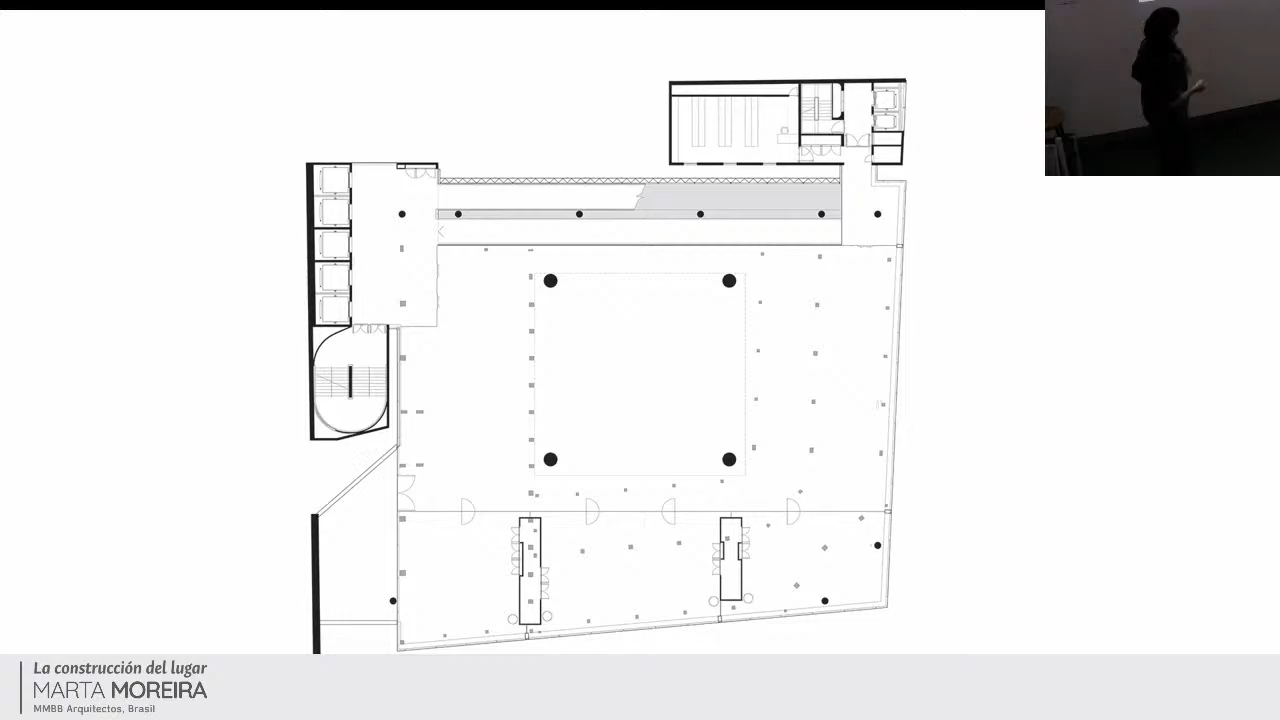 La construcción del lugar
MARTA MOREIRA
MMBB Arquitectos, Brasil